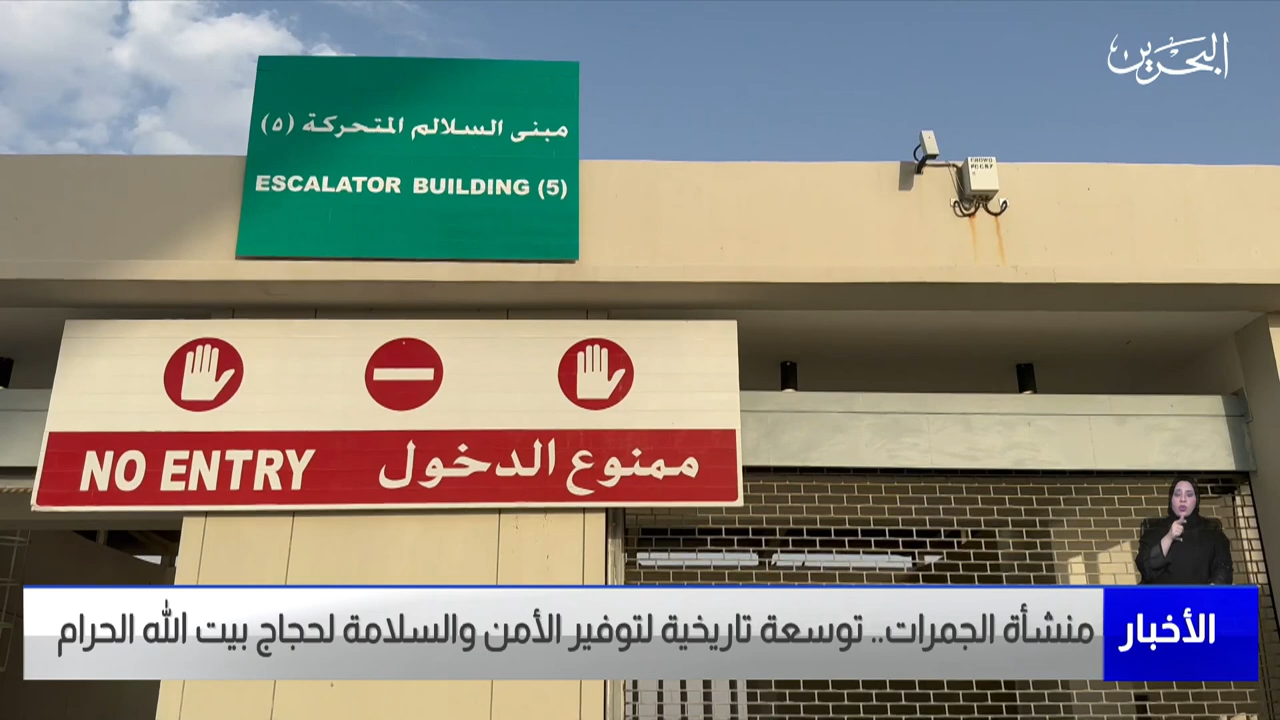 البحرين
مبنى السلالم المتحركة (٥)
ESCALATOR BUILDING (5)
NO ENTRY ممنوع الدخول
الأخبار
منشأة الجمرات.. توسعة تاريخية لتوفير الأمن والسلامة لحجاج بيت الله الحرام